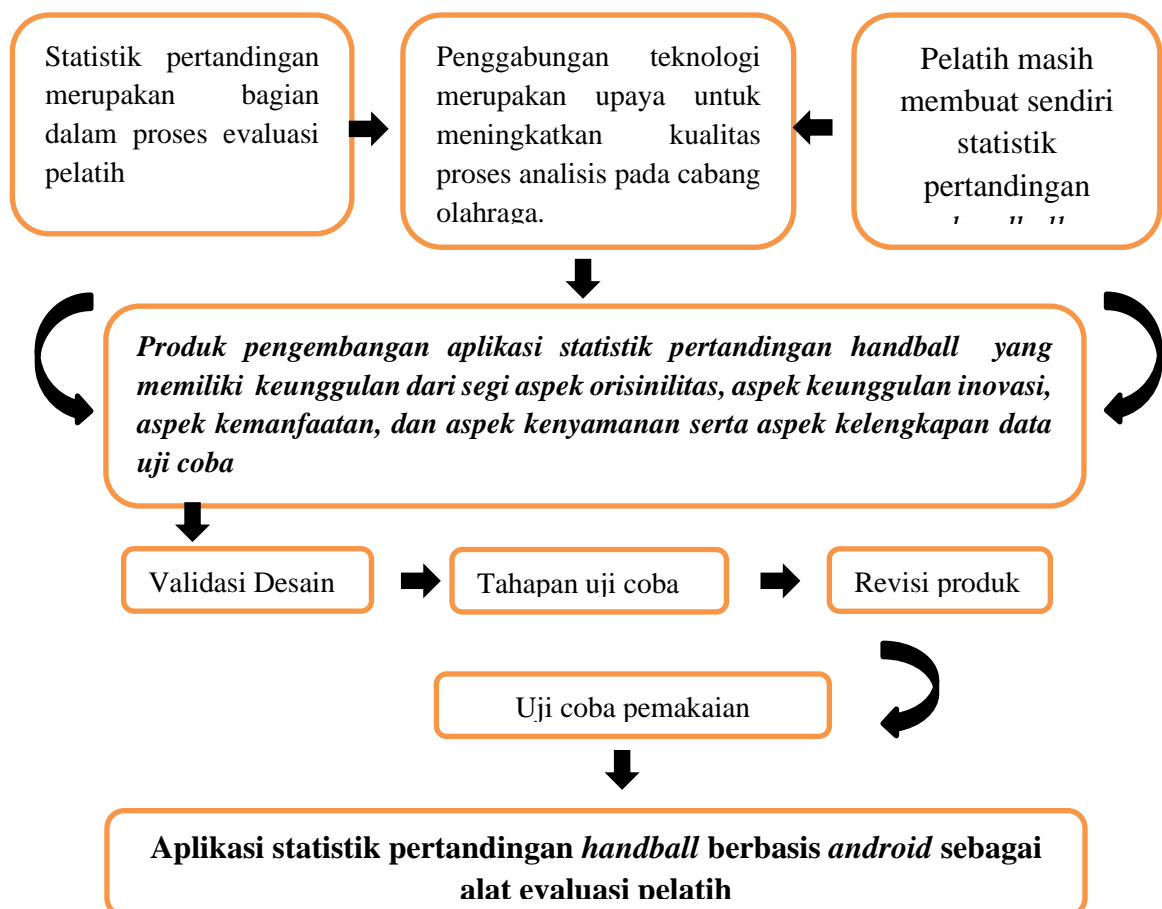 Statistik pertandingan
merupakan bagian
dalam proses evaluasi
pelatih
Penggabungan teknologi
merupakan upaya untuk
meningkatkan kualitas
proses analisis pada cabang
olahraga.
Pelatih masih
membuat sendiri
statistik
pertandingan
Produk pengembangan aplikasi statistik pertandingan handball yang
memiliki keunggulan dari segi aspek orisinilitas, aspek keunggulan inovasi,
aspek kemanfaatan, dan aspek kenyamanan serta aspek kelengkapan data
uji coba
Validasi Desain
Tahapan uji coba
Revisi produk
Uji coba pemakaian
Aplikasi statistik pertandingan handball berbasis android sebagai
alat evaluasi pelatih